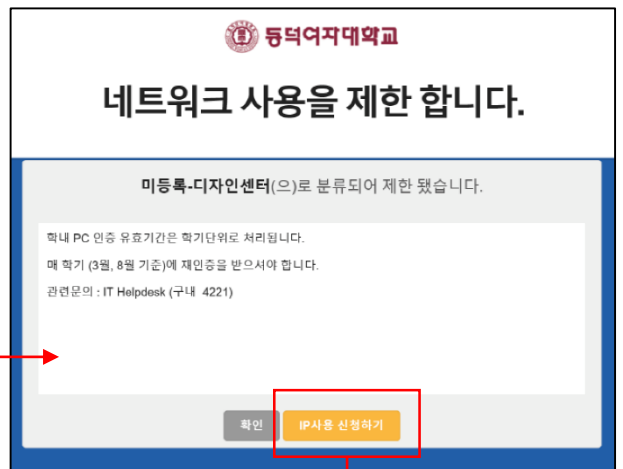 동덕여자대학교
네트워크 사용을 제한 합니다.
미등록-디자인센터(으)로 분류되어 제한 됐습니다.
학내 PC 인증 유효기간은 학기단위로 처리됩니다.
매 학기 (3월, 8월 기준)에 재인증을 받으셔야 합니다.
관련문의 : IT Helpdesk (구내 4221)
확인
IP사용 신청하기